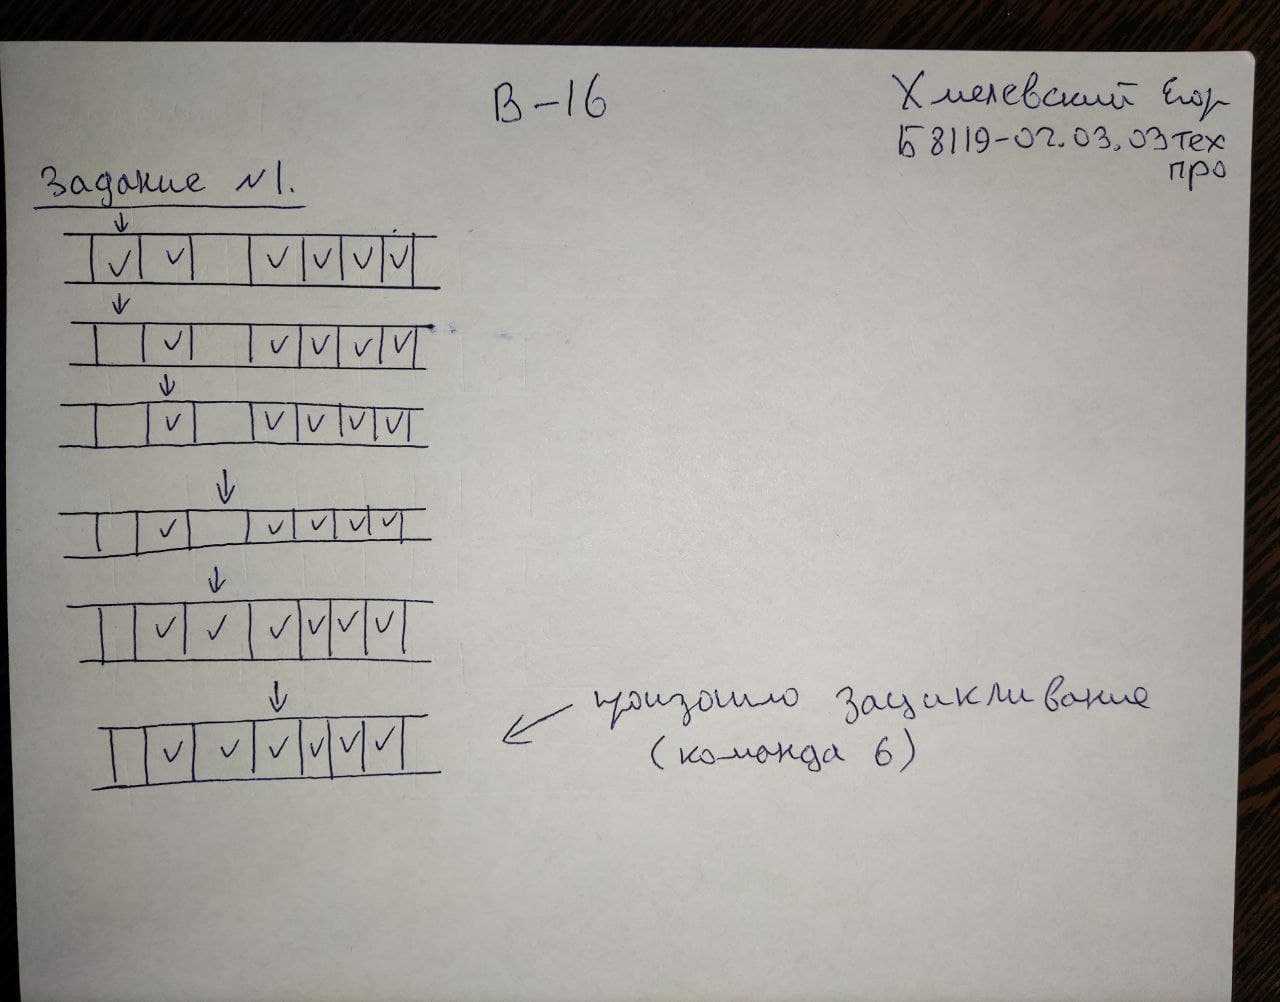 В-16
Хмелевский Егор
Б8119-02.03.03тех
про
Задание №1.
произошло зацикливание
(команда 6)